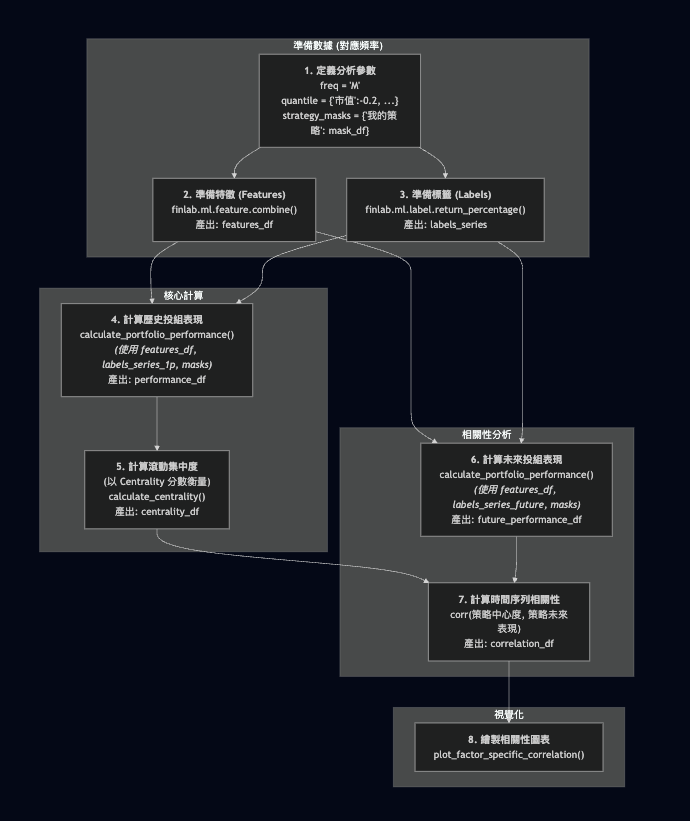 準備數據 (對應頻率)
1. 定義分析參數
freq = 'M'
quantile = {'市值':-0.2, ...}
strategy_masks = {'我的策
略': mask_df}
2. 準備特徵 (Features)
finlab.ml.feature.combine()
產出: features_df
3. 準備標籤 (Labels)
finlab.ml.label.return_percentage()
產出: labels_series
核心計算
4. 計算歷史投組表現
calculate_portfolio_performance()
(使用 features_df,
labels_series_1p, masks)
產出: performance_df
5. 計算滾動集中度
(以 Centrality 分數衡量)
calculate_centrality()
產出: centrality_df
相關性分析
6. 計算未來投組表現
calculate_portfolio_performance()
(使用 features_df,
labels_series_future, masks)
產出: future_performance_df
7. 計算時間序列相關性
corr(策略中心度, 策略未來
表現)
產出: correlation_df
視覺化
8. 繪製相關性圖表
plot_factor_specific_correlation()